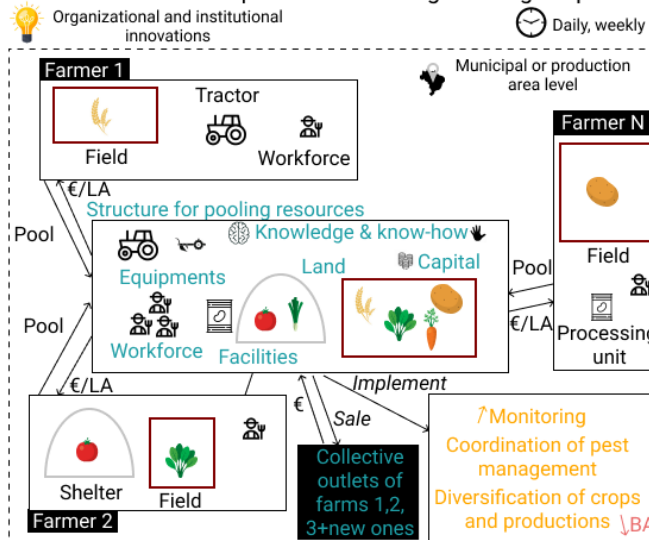 Organizational and institutional
innovations
Daily, weekly
Municipal or production
area level
Farmer 1
Tractor
Field
Workforce
Farmer N
Field
Processing
unit
€/LA
Pool
Structure for pooling resources
Knowledge & know-how
Equipments
Land
Capital
Workforce
Facilities
Pool
€/LA
Pool
€/LA
Implement
€
Sale
Shelter
Field
Farmer 2
Collective
outlets of
farms 1,2,
3+new ones
Monitoring
Coordination of pest
management
Diversification of crops
and productions